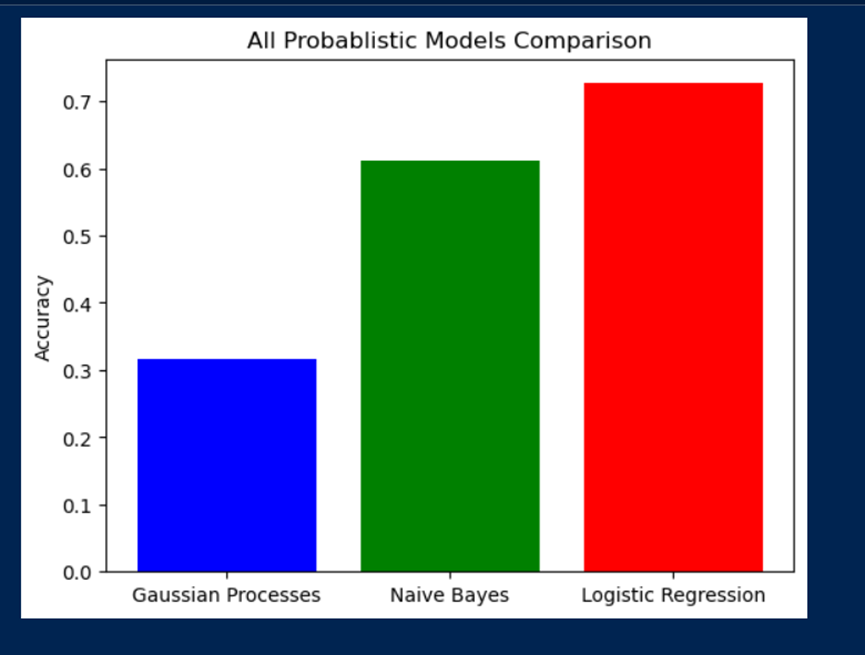 All Probablistic Models Comparison
Accuracy
0.7
0.6
0.5
0.4
0.3
0.2
0.1
0.0
Gaussian Processes Naive Bayes Logistic Regression